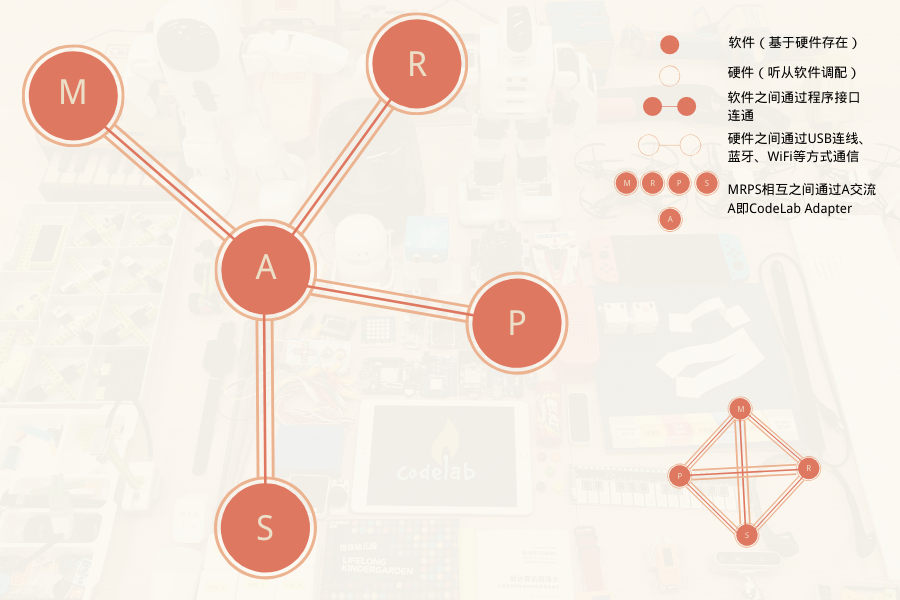 M
R
A
P
S
软件（基于硬件存在）
硬件（听从软件调配）
软件之间通过程序接口
连通
硬件之间通过USB连线、
蓝牙、WiFi等方式通信
M R P S
MRPS相互之间通过A交流
A
A即CodeLab Adapter
codelab
LIFELONG
KINDERGARTEN
M
P
R
S